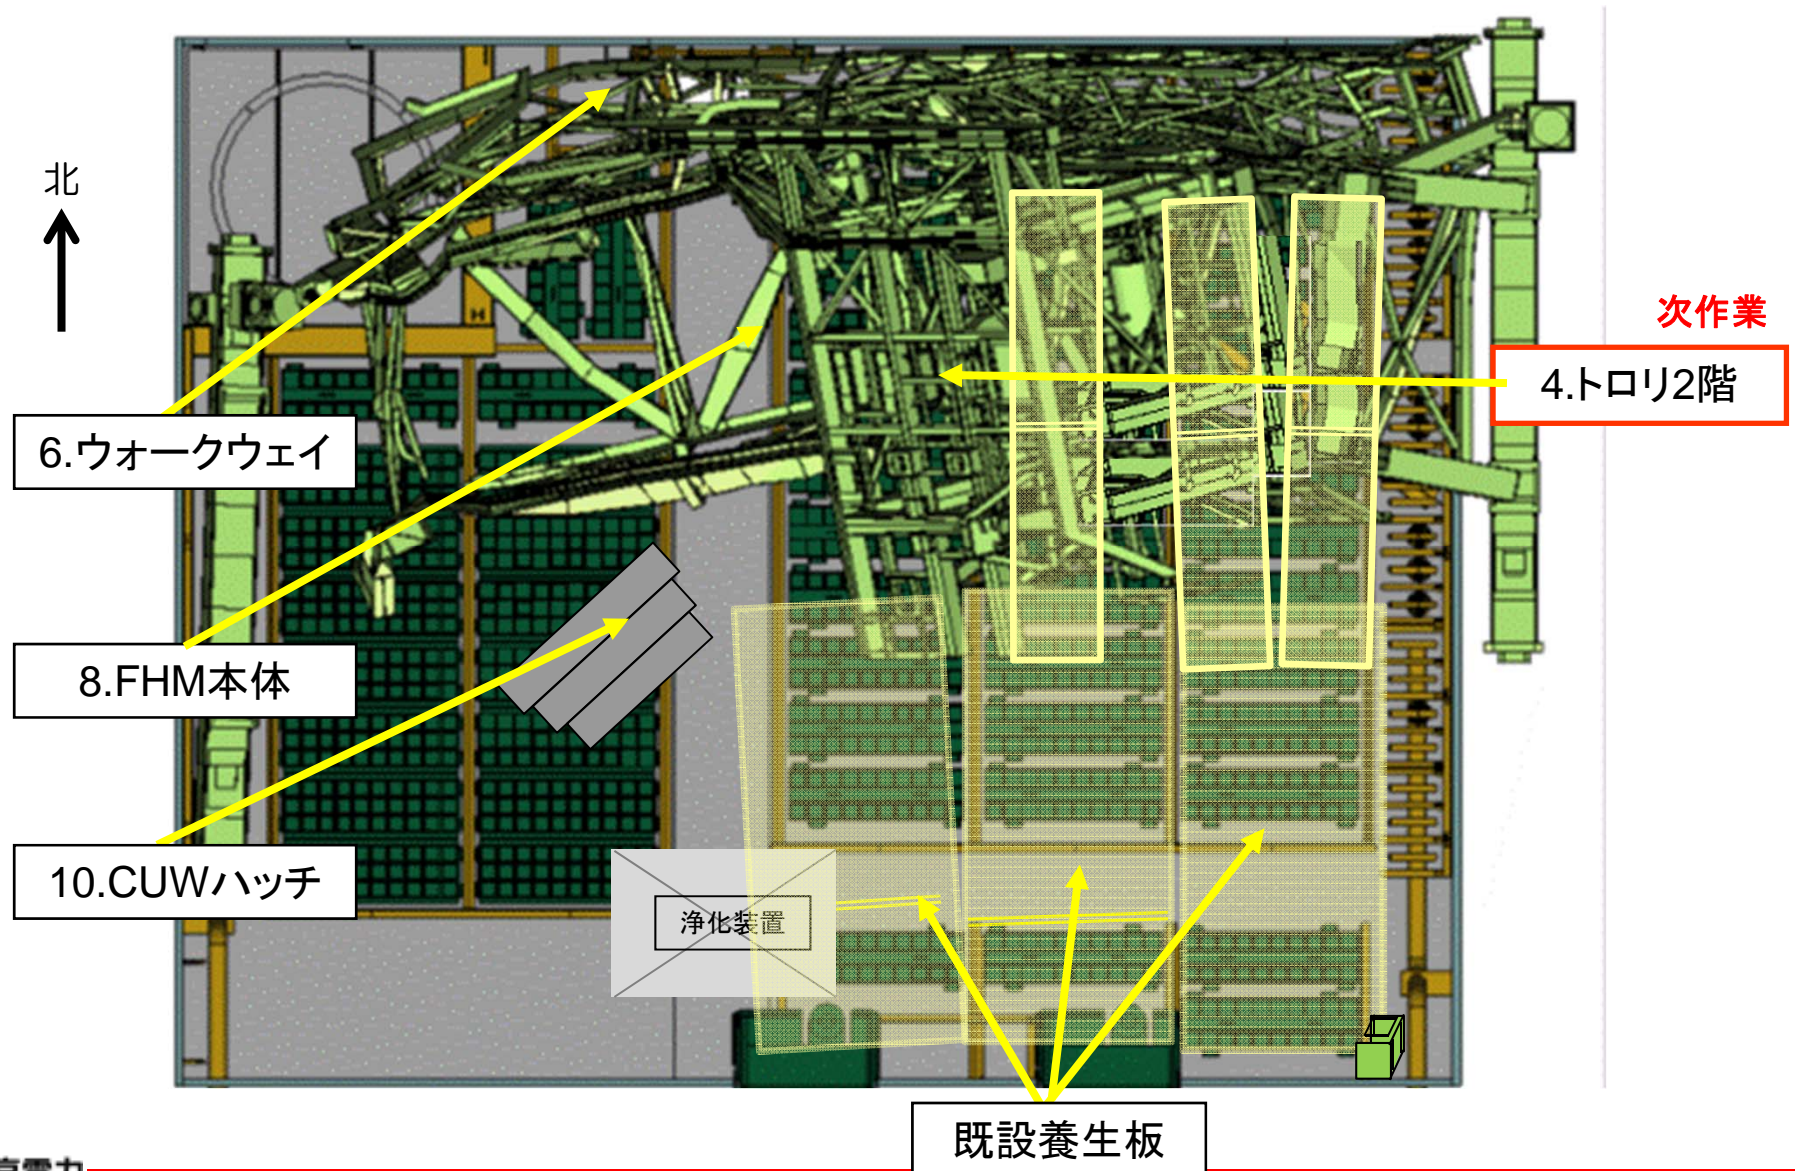 北
次作業
4.トロリ2階
6.ウォークウェイ
8.FHM本体
10.CUWハッチ
浄化装置
既設養生板